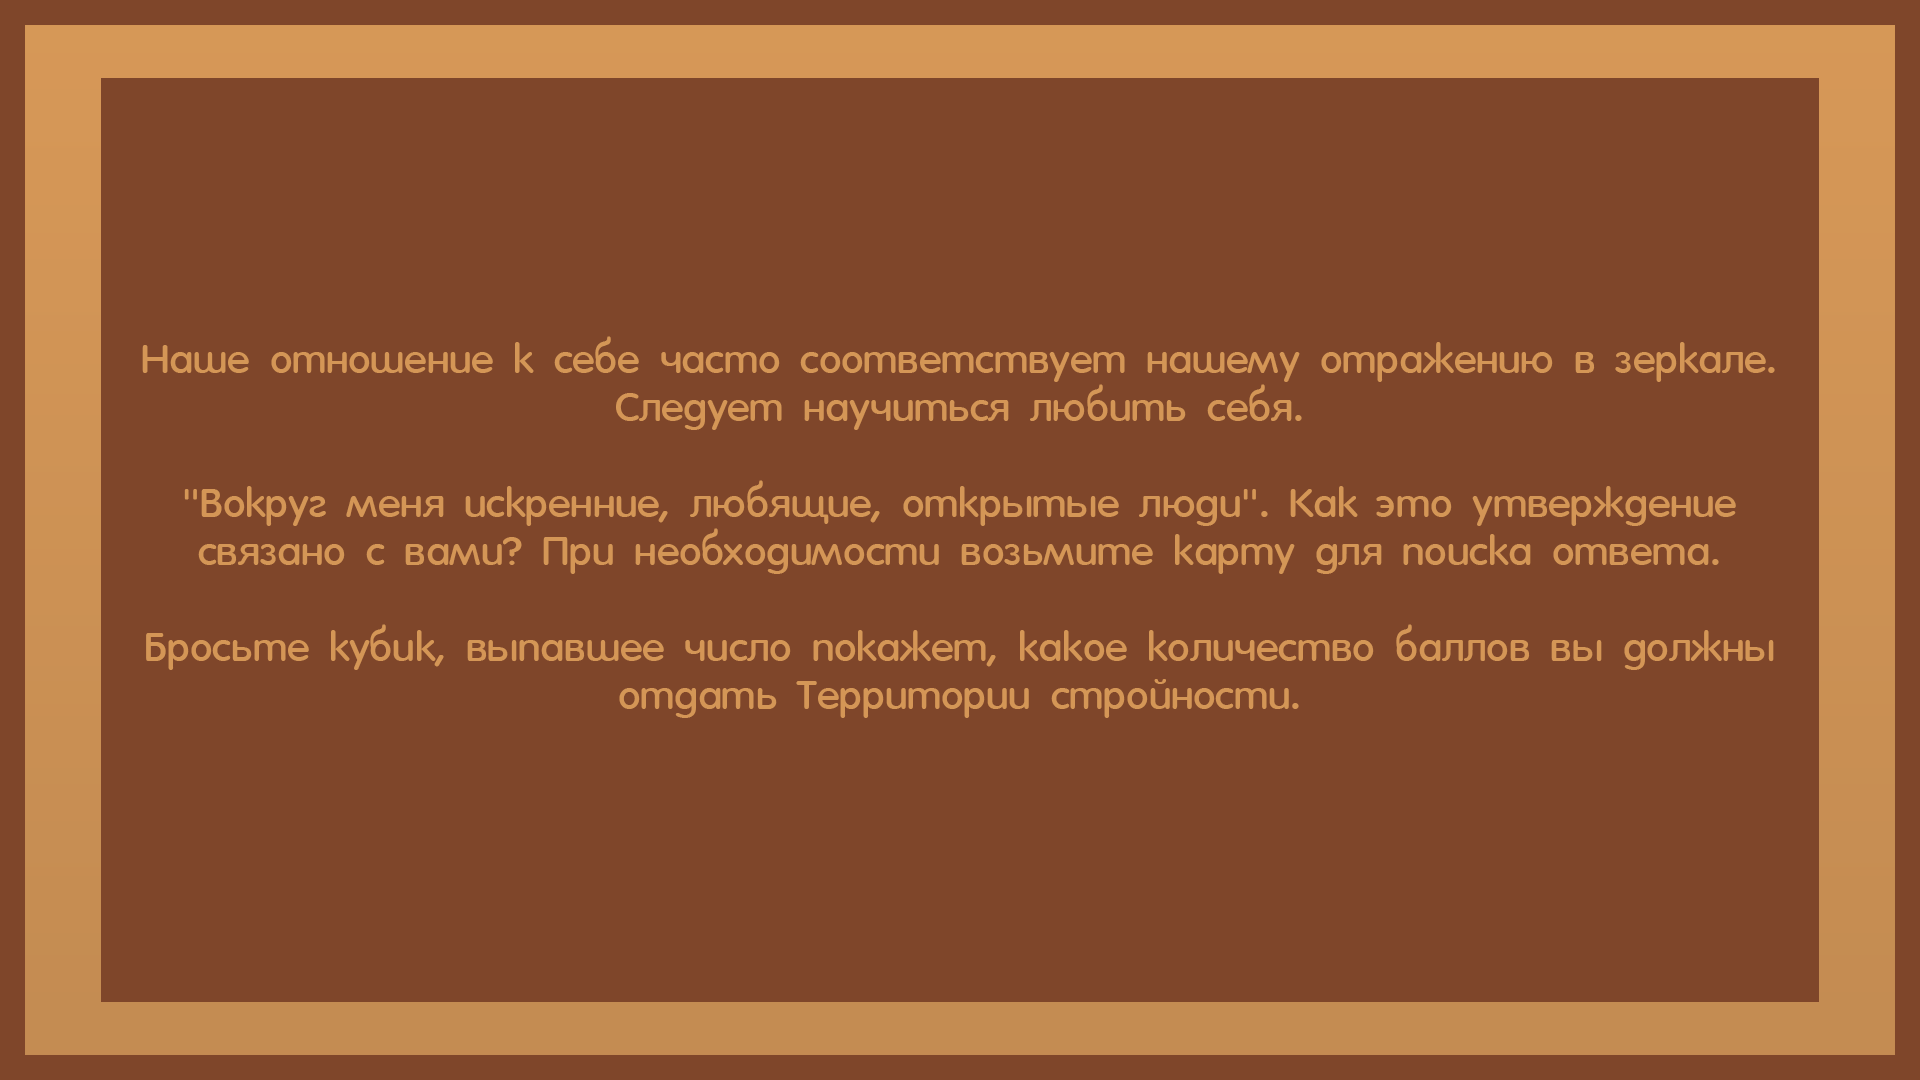 Наше отношение к себе часто соответствует нашему отражению в зеркале.
Следует научиться любить себя.
"Вокруг меня искренние, любящие, открытые люди". Как это утверждение
связано с вами? При необходимости возьмите карту для поиска ответа.
Бросьте кубик, выпавшее число покажет, какое количество баллов вы должны
отдать Территории стройности.